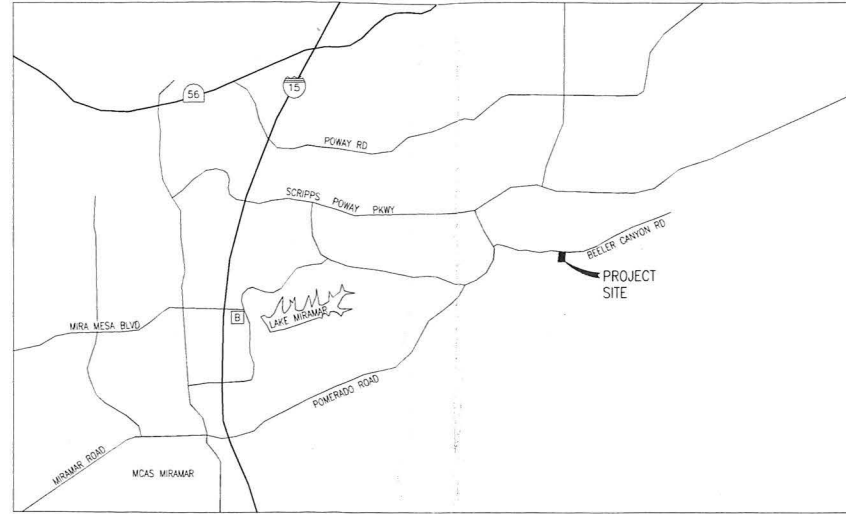 56
15
POWAY RD
SCRIPPS POWAY PKWY
BEELER CANYON RD
PROJECT
SITE
LAKE MIRAMAR
B
MIRA MESA BLVD
POMERADO ROAD
MIRAMAR ROAD
MCAS MIRAMAR